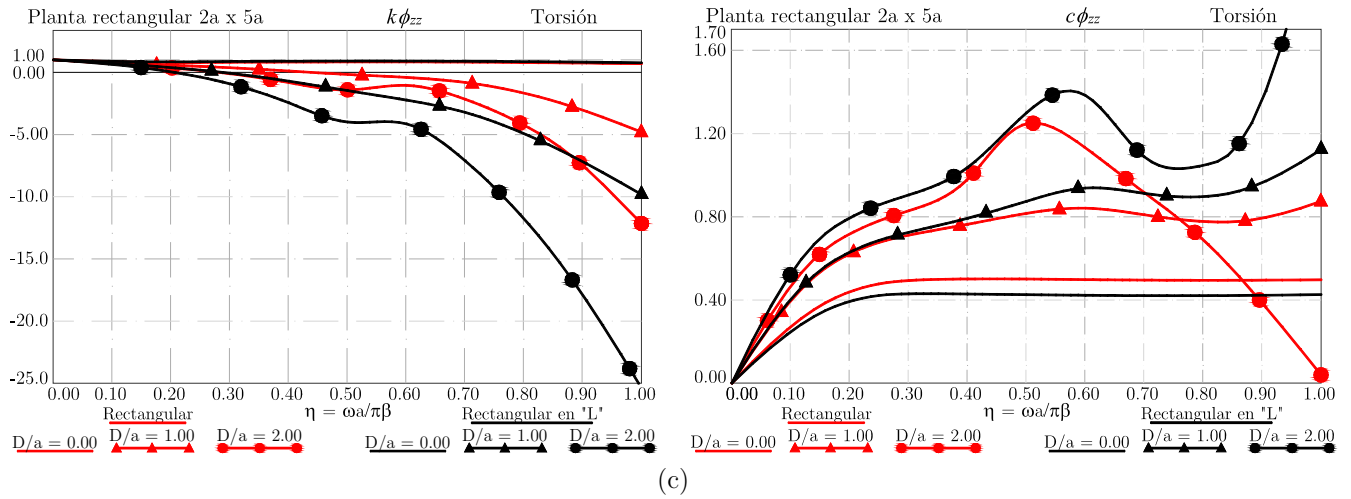 Planta rectangular 2a x 5a kϕzz Torsión
1.00
0.00
-5.00
-10.0
-15.0
-20.0
-25.0
0.00 0.10 0.20 0.30 0.40 0.50 0.60 0.70 0.80 0.90 1.00
η = ωa/πβ
Rectangular Rectangular en "L"
D/a = 0.00 D/a = 1.00 D/a = 2.00 D/a = 0.00 D/a = 1.00 D/a = 2.00
Planta rectangular 2a x 5a cϕzz Torsión
1.70
1.60
1.20
0.80
0.40
0.00
0.00 0.10 0.20 0.30 0.40 0.50 0.60 0.70 0.80 0.90 1.00
η = ωa/πβ
Rectangular Rectangular en "L"
D/a = 0.00 D/a = 1.00 D/a = 2.00 D/a = 0.00 D/a = 1.00 D/a = 2.00
(c)